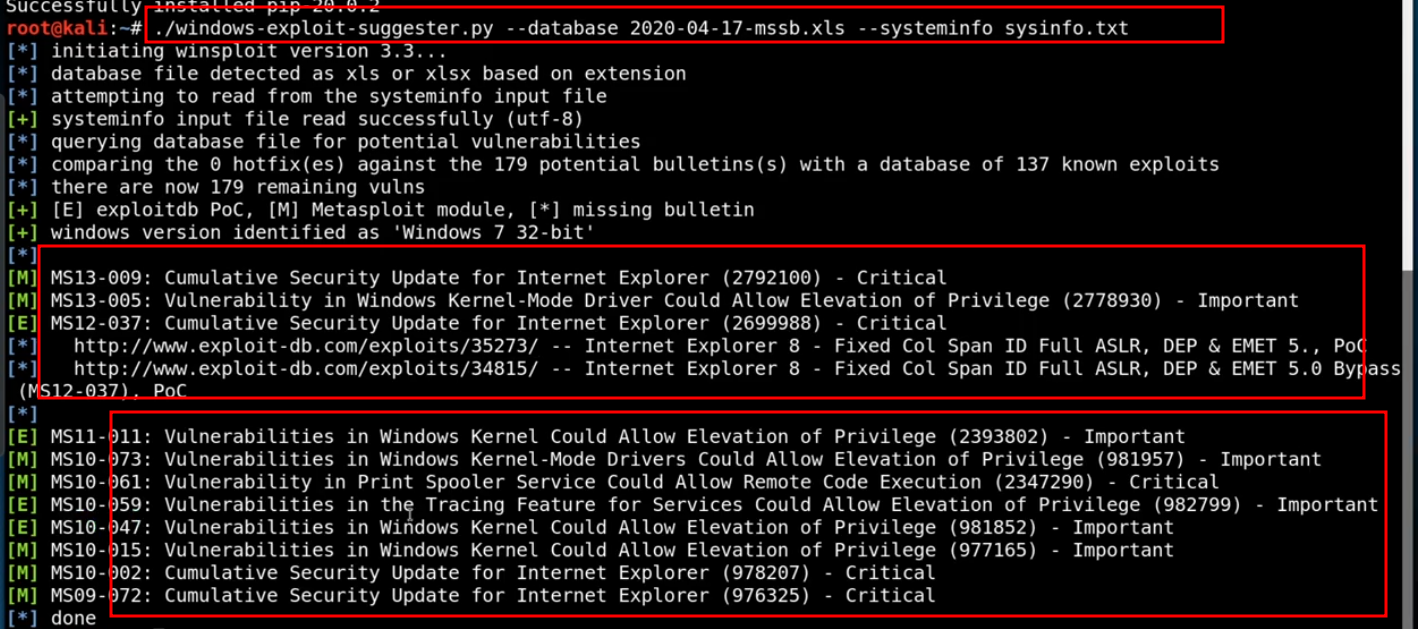 Successfully installed pip 20.0.2
root@kali:~# ./windows-exploit-suggester.py --database 2020-04-17-mssb.xls --systeminfo sysinfo.txt
[*] initiating winsploit version 3.3...
[*] database file detected as xls or xlsx based on extension
[*] attempting to read from the systeminfo input file
[+] systeminfo input file read successfully (utf-8)
[*] querying database file for potential vulnerabilities
[*] comparing the 0 hotfix(es) against the 179 potential bulletins(s) with a database of 137 known exploits
[*] there are now 179 remaining vulns
[+] [E] exploitdb PoC, [M] Metasploit module, [*] missing bulletin
[+] windows version identified as 'Windows 7 32-bit'
[*]
[M] MS13-009: Cumulative Security Update for Internet Explorer (2792100) - Critical
[M] MS13-005: Vulnerability in Windows Kernel-Mode Driver Could Allow Elevation of Privilege (2778930) - Important
[E] MS12-037: Cumulative Security Update for Internet Explorer (2699988) - Critical
[*]   http://www.exploit-db.com/exploits/35273/ -- Internet Explorer 8 - Fixed Col Span ID Full ASLR, DEP & EMET 5., PoC
[*]   http://www.exploit-db.com/exploits/34815/ -- Internet Explorer 8 - Fixed Col Span ID Full ASLR, DEP & EMET 5.0 Bypass
(MS12-037), PoC
[*]
[E] MS11-011: Vulnerabilities in Windows Kernel Could Allow Elevation of Privilege (2393802) - Important
[M] MS10-073: Vulnerabilities in Windows Kernel-Mode Drivers Could Allow Elevation of Privilege (981957) - Important
[M] MS10-061: Vulnerability in Print Spooler Service Could Allow Remote Code Execution (2347290) - Critical
[E] MS10-059: Vulnerabilities in the Tracing Feature for Services Could Allow Elevation of Privilege (982799) - Important
[E] MS10-047: Vulnerabilities in Windows Kernel Could Allow Elevation of Privilege (981852) - Important
[M] MS10-015: Vulnerabilities in Windows Kernel Could Allow Elevation of Privilege (977165) - Important
[M] MS10-002: Cumulative Security Update for Internet Explorer (978207) - Critical
[M] MS09-072: Cumulative Security Update for Internet Explorer (976325) - Critical
[*] done